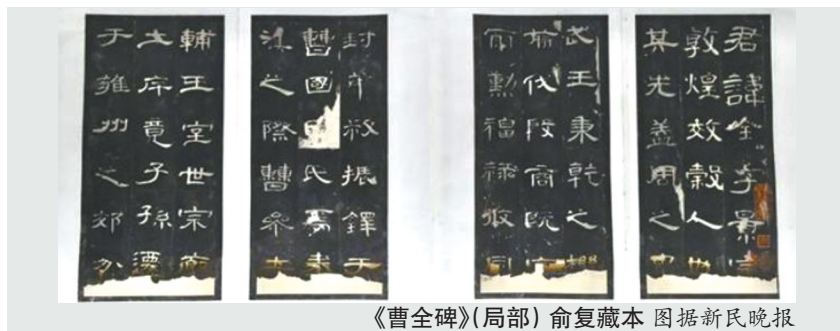 君諱全字景完
敦煌效穀人也
其先蓋周之胄
武王秉乾之機
翦伐殷商既定
爾勳福祿攸同
封弟叔振鐸于
曹國因氏焉秦
漢之際曹參夾
輔王室世宗廓
土斥竟子孫遷
于雍州之郊分
《曹全碑》(局部) 俞复藏本 图据新民晚报